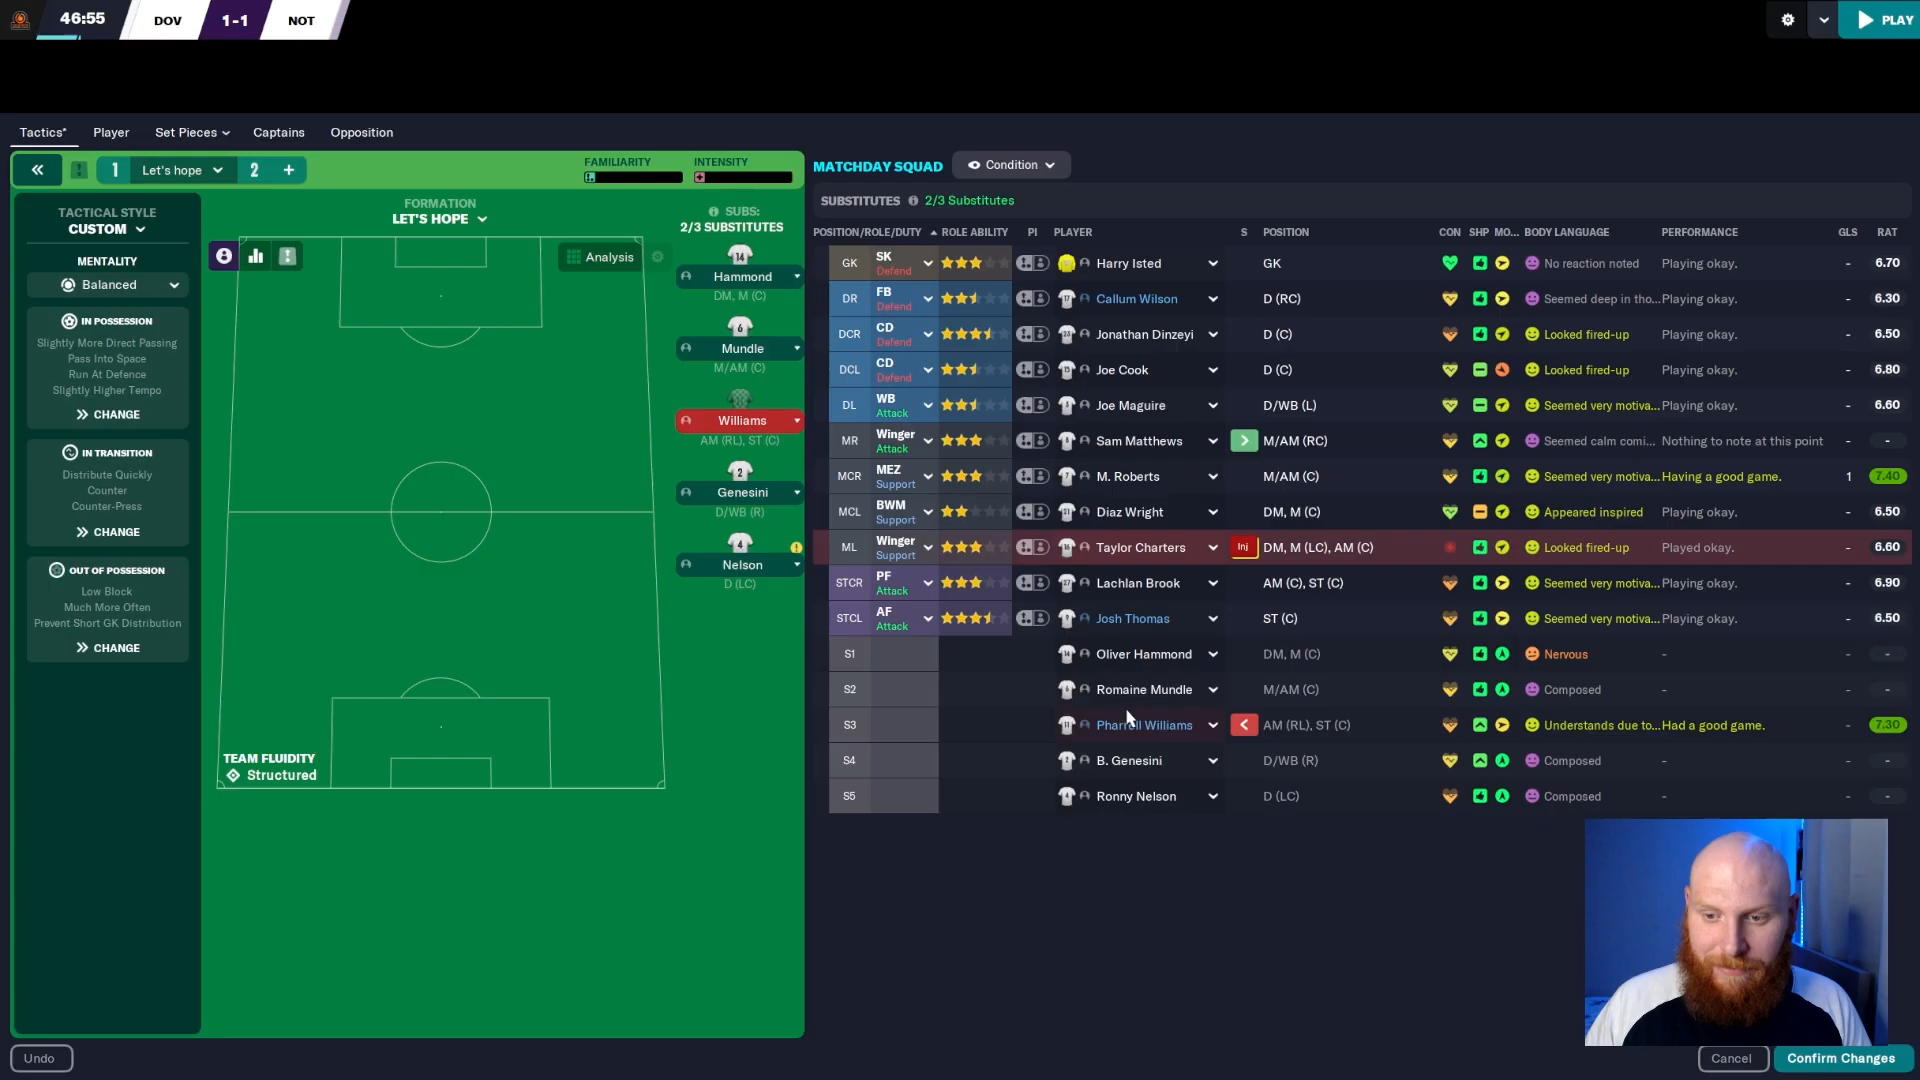 46:55 DOV 1-1 NOT PLAY
Tactics* Player Set Pieces Captains Opposition
1 Let's hope 2 + FAMILIARITY INTENSITY
TACTICAL STYLE
CUSTOM
MENTALITY
Balanced
IN POSSESSION
Slightly More Direct Passing
Pass Into Space
Run At Defence
Slightly Higher Tempo
CHANGE
IN TRANSITION
Distribute Quickly
Counter
Counter-Press
CHANGE
OUT OF POSSESSION
Low Block
Much More Often
Prevent Short GK Distribution
CHANGE
FORMATION
LET'S HOPE
Analysis
TEAM FLUIDITY
Structured
SUBS:
2/3 SUBSTITUTES
14
Hammond
DM, M (C)
6
Mundle
M/AM (C)
Williams
AM (RL), ST (C)
2
Genesini
D/WB (R)
4
Nelson
D (LC)
MATCHDAY SQUAD Condition
SUBSTITUTES 2/3 Substitutes
POSITION/ROLE/DUTY ROLE ABILITY PI PLAYER S POSITION CON SHP MO... BODY LANGUAGE PERFORMANCE GLS RAT
GK SK Defend Harry Isted GK No reaction noted Playing okay. - 6.70
DR FB Defend Callum Wilson D (RC) Seemed deep in tho... Playing okay. - 6.30
DCR CD Defend Jonathan Dinzeyi D (C) Looked fired-up Playing okay. - 6.50
DCL CD Defend Joe Cook D (C) Looked fired-up Playing okay. - 6.80
DL WB Attack Joe Maguire D/WB (L) Seemed very motiva... Playing okay. - 6.60
MR Winger Attack Sam Matthews M/AM (RC) Seemed calm comi... Nothing to note at this point - -
MCR MEZ Support M. Roberts M/AM (C) Seemed very motiva... Having a good game. 1 7.40
MCL BWM Support Diaz Wright DM, M (C) Appeared inspired Playing okay. - 6.50
ML Winger Support Taylor Charters Inj DM, M (LC), AM (C) Looked fired-up Played okay. - 6.60
STCR PF Attack Lachlan Brook AM (C), ST (C) Seemed very motiva... Playing okay. - 6.90
STCL AF Attack Josh Thomas ST (C) Seemed very motiva... Playing okay. - 6.50
S1 Oliver Hammond DM, M (C) Nervous - - -
S2 Romaine Mundle M/AM (C) Composed - - -
S3 Pharrell Williams AM (RL), ST (C) Understands due to... Had a good game. - 7.30
S4 B. Genesini D/WB (R) Composed - - -
S5 Ronny Nelson D (LC) Composed - - -
Undo Cancel Confirm Changes